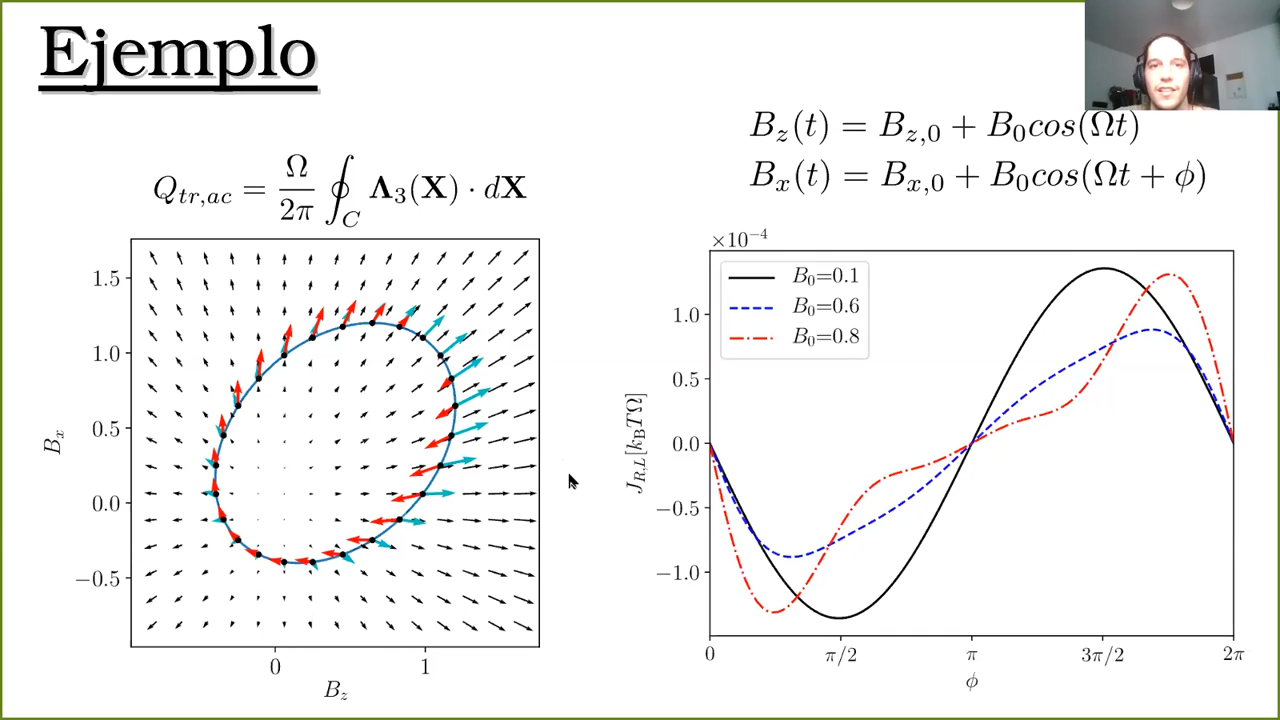 Ejemplo
B_z(t) = B_{z,0} + B_0cos(Ωt)
B_x(t) = B_{x,0} + B_0cos(Ωt + ϕ)
Q_{tr,ac} = \frac{Ω}{2π} ∮_C Λ_3(X) · dX
1.5
1.0
0.5
0.0
−0.5
B_x
0 1
B_z
×10^{−4}
B_0=0.1
B_0=0.6
B_0=0.8
1.0
0.5
0.0
−0.5
−1.0
J_{R,L}[k_BTΩ]
0 π/2 π 3π/2 2π
ϕ